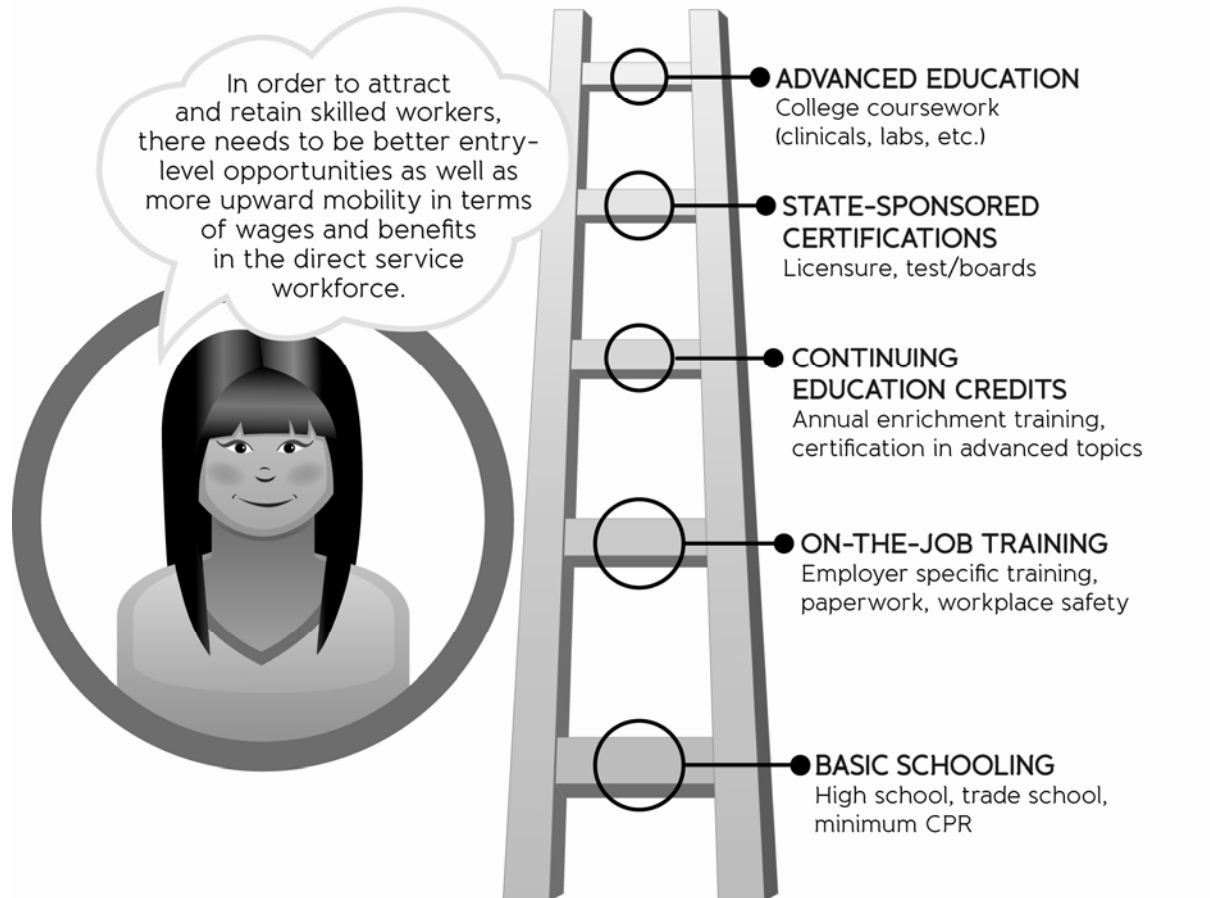 In order to attract
and retain skilled workers,
there needs to be better entry-
level opportunities as well as
more upward mobility in terms
of wages and benefits
in the direct service
workforce.
ADVANCED EDUCATION
College coursework
(clinicals, labs, etc.)
STATE-SPONSORED
CERTIFICATIONS
Licensure, test/boards
CONTINUING
EDUCATION CREDITS
Annual enrichment training,
certification in advanced topics
ON-THE-JOB TRAINING
Employer specific training,
paperwork, workplace safety
BASIC SCHOOLING
High school, trade school,
minimum CPR